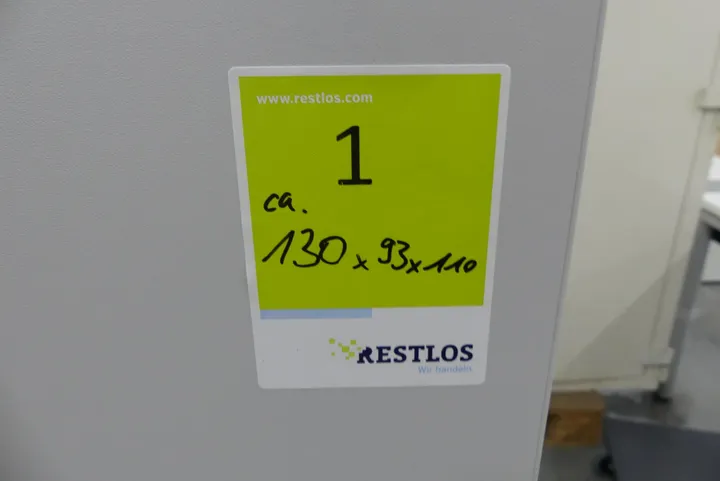 www.restlos.com
1
ca.
130 x 93 x 110
RESTLOS
Wir handeln.